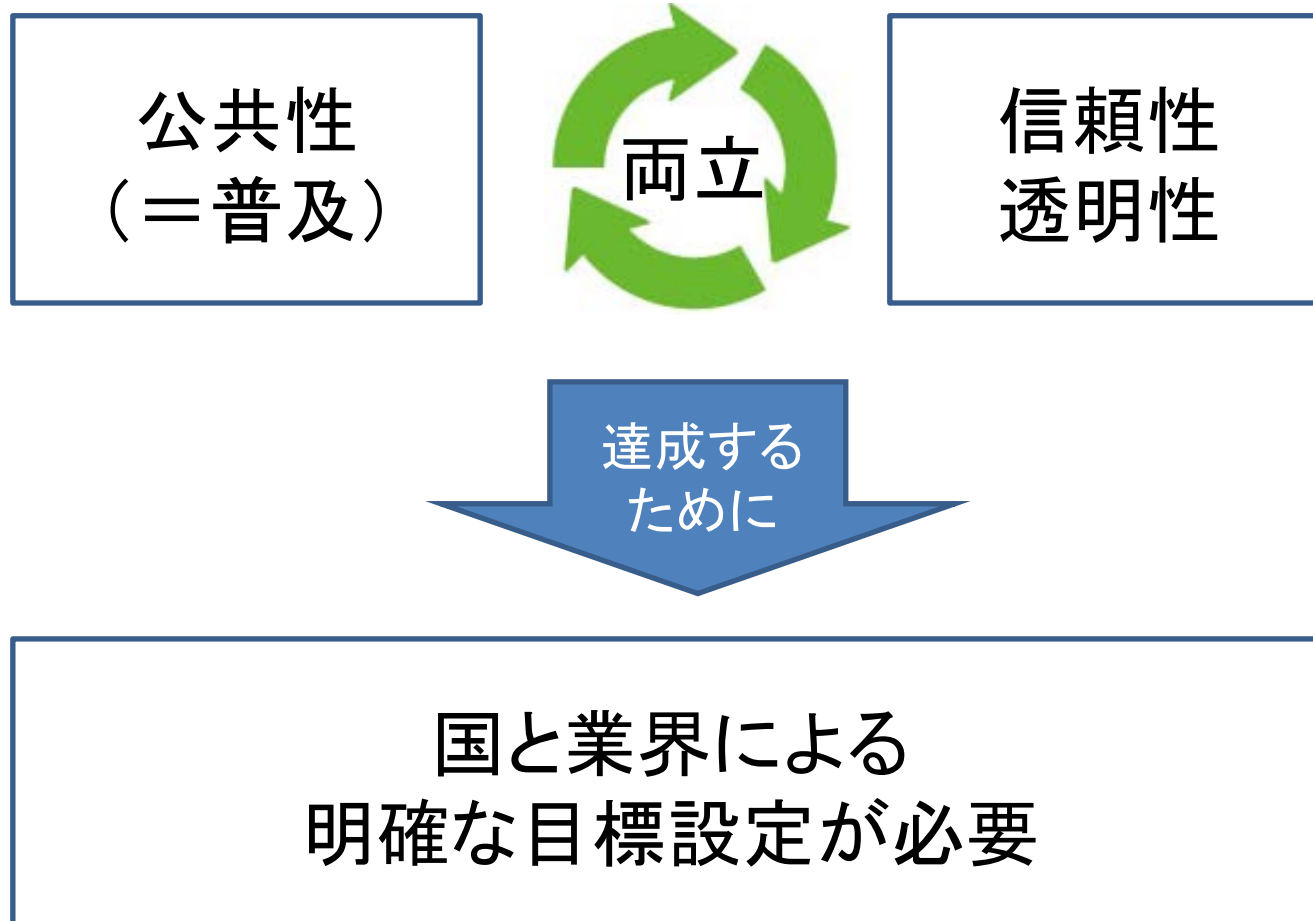 公共性
（＝普及）
両立
信頼性
透明性
達成する
ために
国と業界による
明確な目標設定が必要